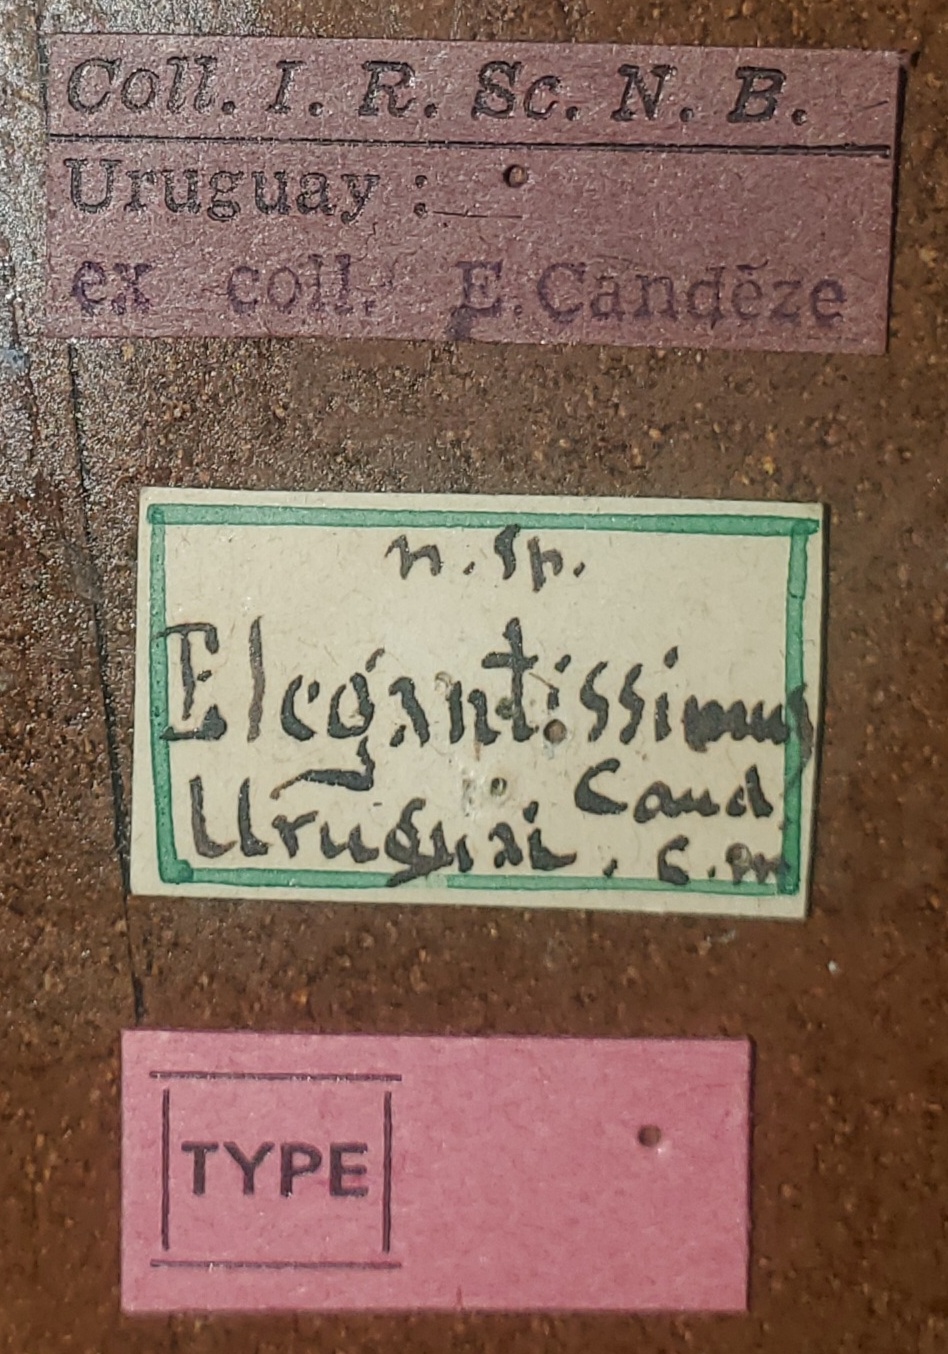 Coll. I. R. Sc. N. B.
Uruguay :
ex coll. E. Candèze
n. sp.
Elegantissimus
Cand
Uruguai . c. m
TYPE